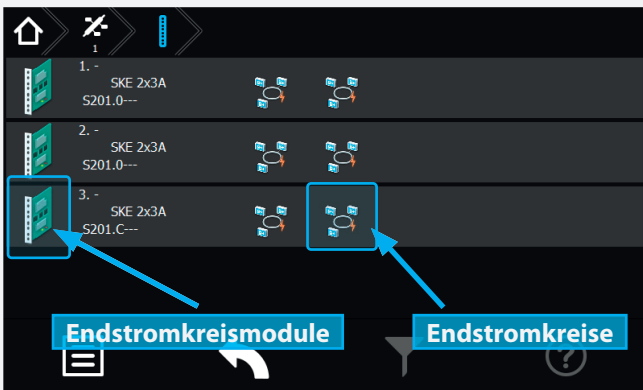 1
1. -
SKE 2x3A
S201.0---
2. -
SKE 2x3A
S201.0---
3. -
SKE 2x3A
S201.C---
Endstromkreismodule
Endstromkreise
?